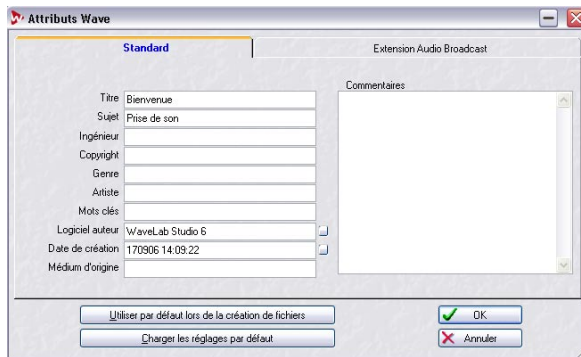 Attributs Wave
Standard
Extension Audio Broadcast
Commentaires
Titre Bienvenue
Sujet Prise de son
Ingénieur
Copyright
Genre
Artiste
Mots clés
Logiciel auteur WaveLab Studio 6
Date de création 170906 14:09:22
Médium d'origine
Utiliser par défaut lors de la création de fichiers
OK
Charger les réglages par défaut
Annuler